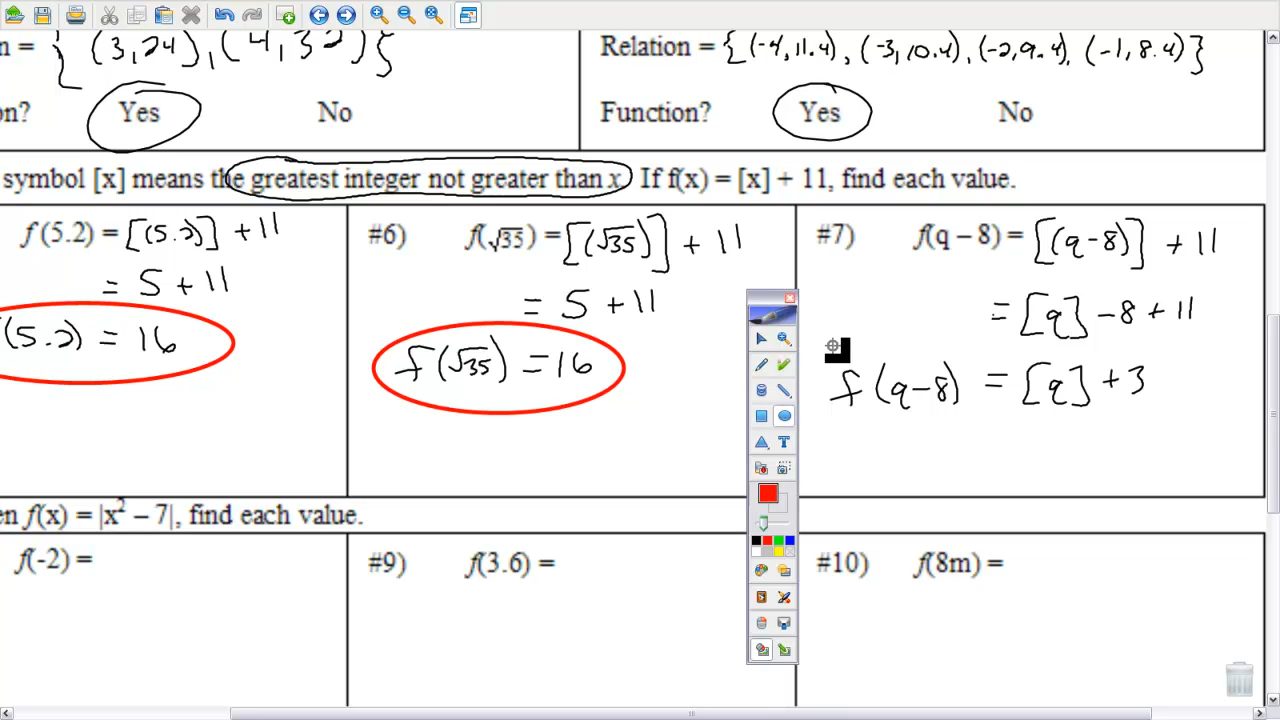 n = {(3,24), (4,32)}
Relation = {(-4,11.4), (-3,10.4), (-2,9.4), (-1,8.4)}
on? Yes No
Function? Yes No
symbol [x] means the greatest integer not greater than x. If f(x) = [x] + 11, find each value.
f(5.2) = [(5.2)] + 11
= 5 + 11
(5.2) = 16
#6) f(√35) = [(√35)] + 11
= 5 + 11
f(√35) = 16
#7) f(q – 8) = [(q-8)] + 11
= [q] - 8 + 11
f(q-8) = [q] + 3
en f(x) = |x² – 7|, find each value.
f(-2) =
#9) f(3.6) =
#10) f(8m) =
T